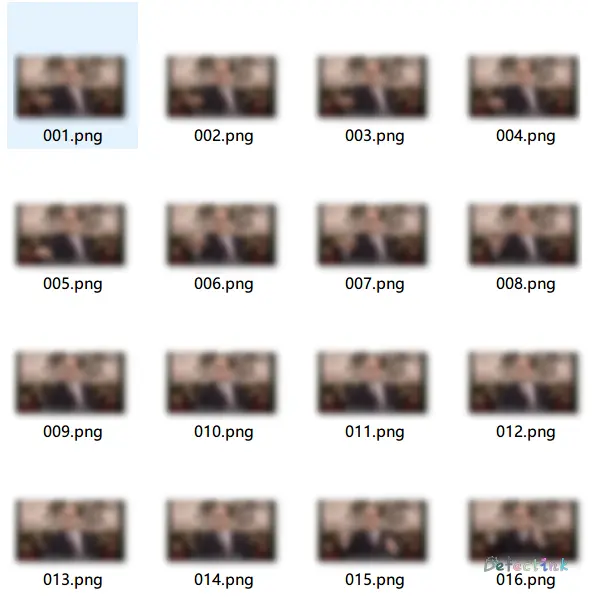 001.png 002.png 003.png 004.png
005.png 006.png 007.png 008.png
009.png 010.png 011.png 012.png
013.png 014.png 015.png 016.png
DefectInk